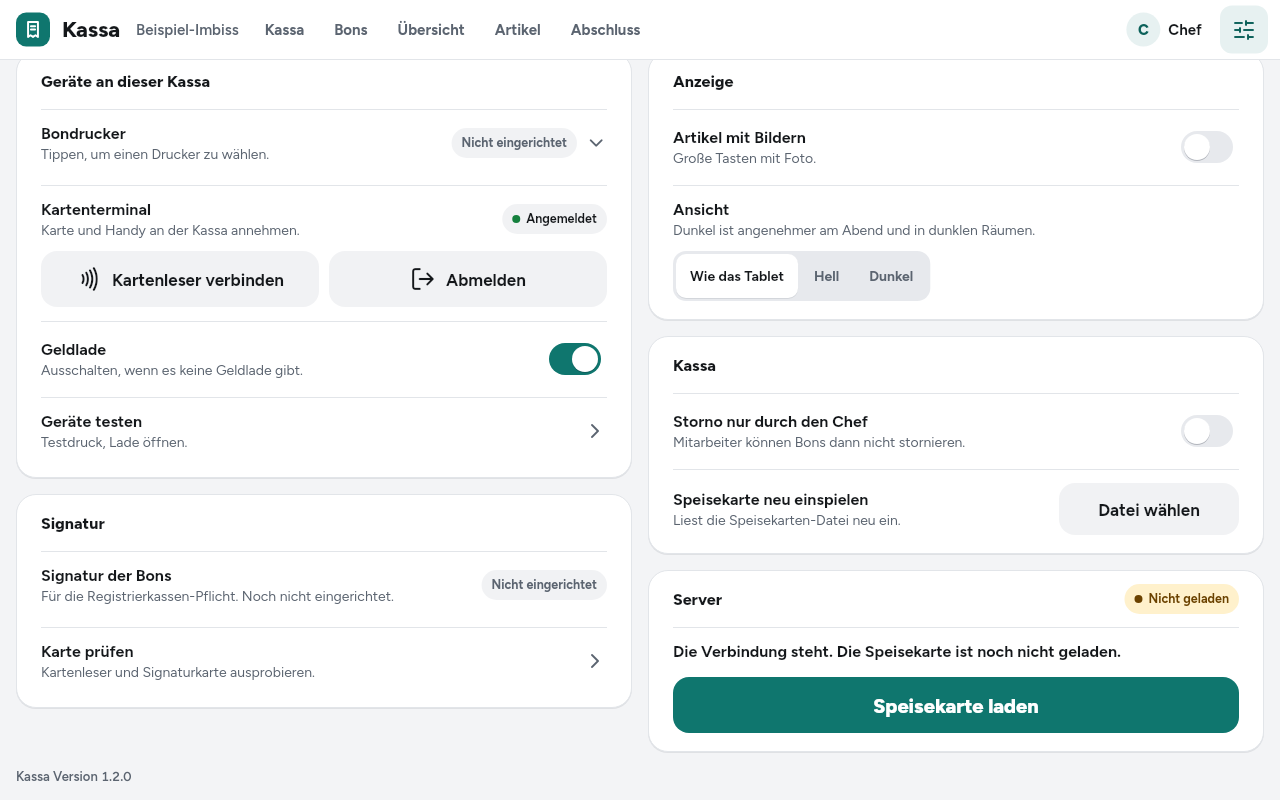 Kassa Beispiel-Imbiss Kassa Bons Übersicht Artikel Abschluss C Chef
Geräte an dieser Kassa
Bondrucker
Tippen, um einen Drucker zu wählen.
Nicht eingerichtet
Kartenterminal
Karte und Handy an der Kassa annehmen.
Angemeldet
Kartenleser verbinden
Abmelden
Geldlade
Ausschalten, wenn es keine Geldlade gibt.
Geräte testen
Testdruck, Lade öffnen.
Signatur
Signatur der Bons
Für die Registrierkassen-Pflicht. Noch nicht eingerichtet.
Nicht eingerichtet
Karte prüfen
Kartenleser und Signaturkarte ausprobieren.
Anzeige
Artikel mit Bildern
Große Tasten mit Foto.
Ansicht
Dunkel ist angenehmer am Abend und in dunklen Räumen.
Wie das Tablet Hell Dunkel
Kassa
Storno nur durch den Chef
Mitarbeiter können Bons dann nicht stornieren.
Speisekarte neu einspielen
Liest die Speisekarten-Datei neu ein.
Datei wählen
Server
Nicht geladen
Die Verbindung steht. Die Speisekarte ist noch nicht geladen.
Speisekarte laden
Kassa Version 1.2.0